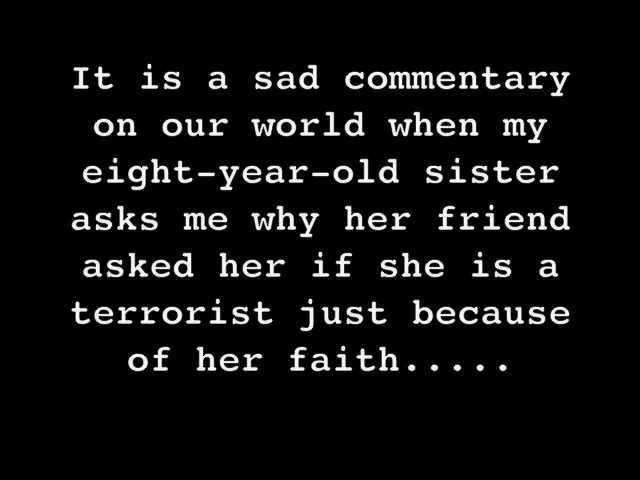 It is a sad commentary
on our world when my
eight-year-old sister
asks me why her friend
asked her if she is a
terrorist just because
of her faith.....